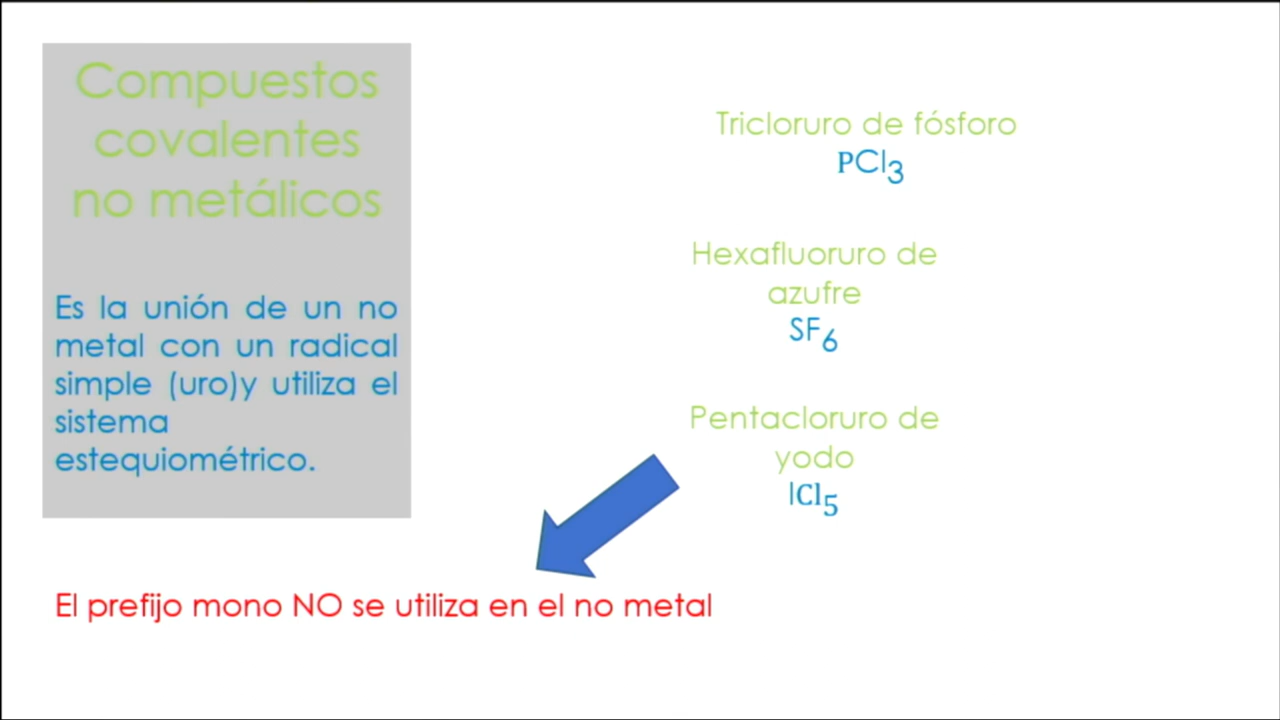 Compuestos
covalentes
no metálicos
Es la unión de un no
metal con un radical
simple (uro)y utiliza el
sistema
estequiométrico.
Tricloruro de fósforo
PCl₃
Hexafluoruro de
azufre
SF₆
Pentacloruro de
yodo
ICl₅
El prefijo mono NO se utiliza en el no metal